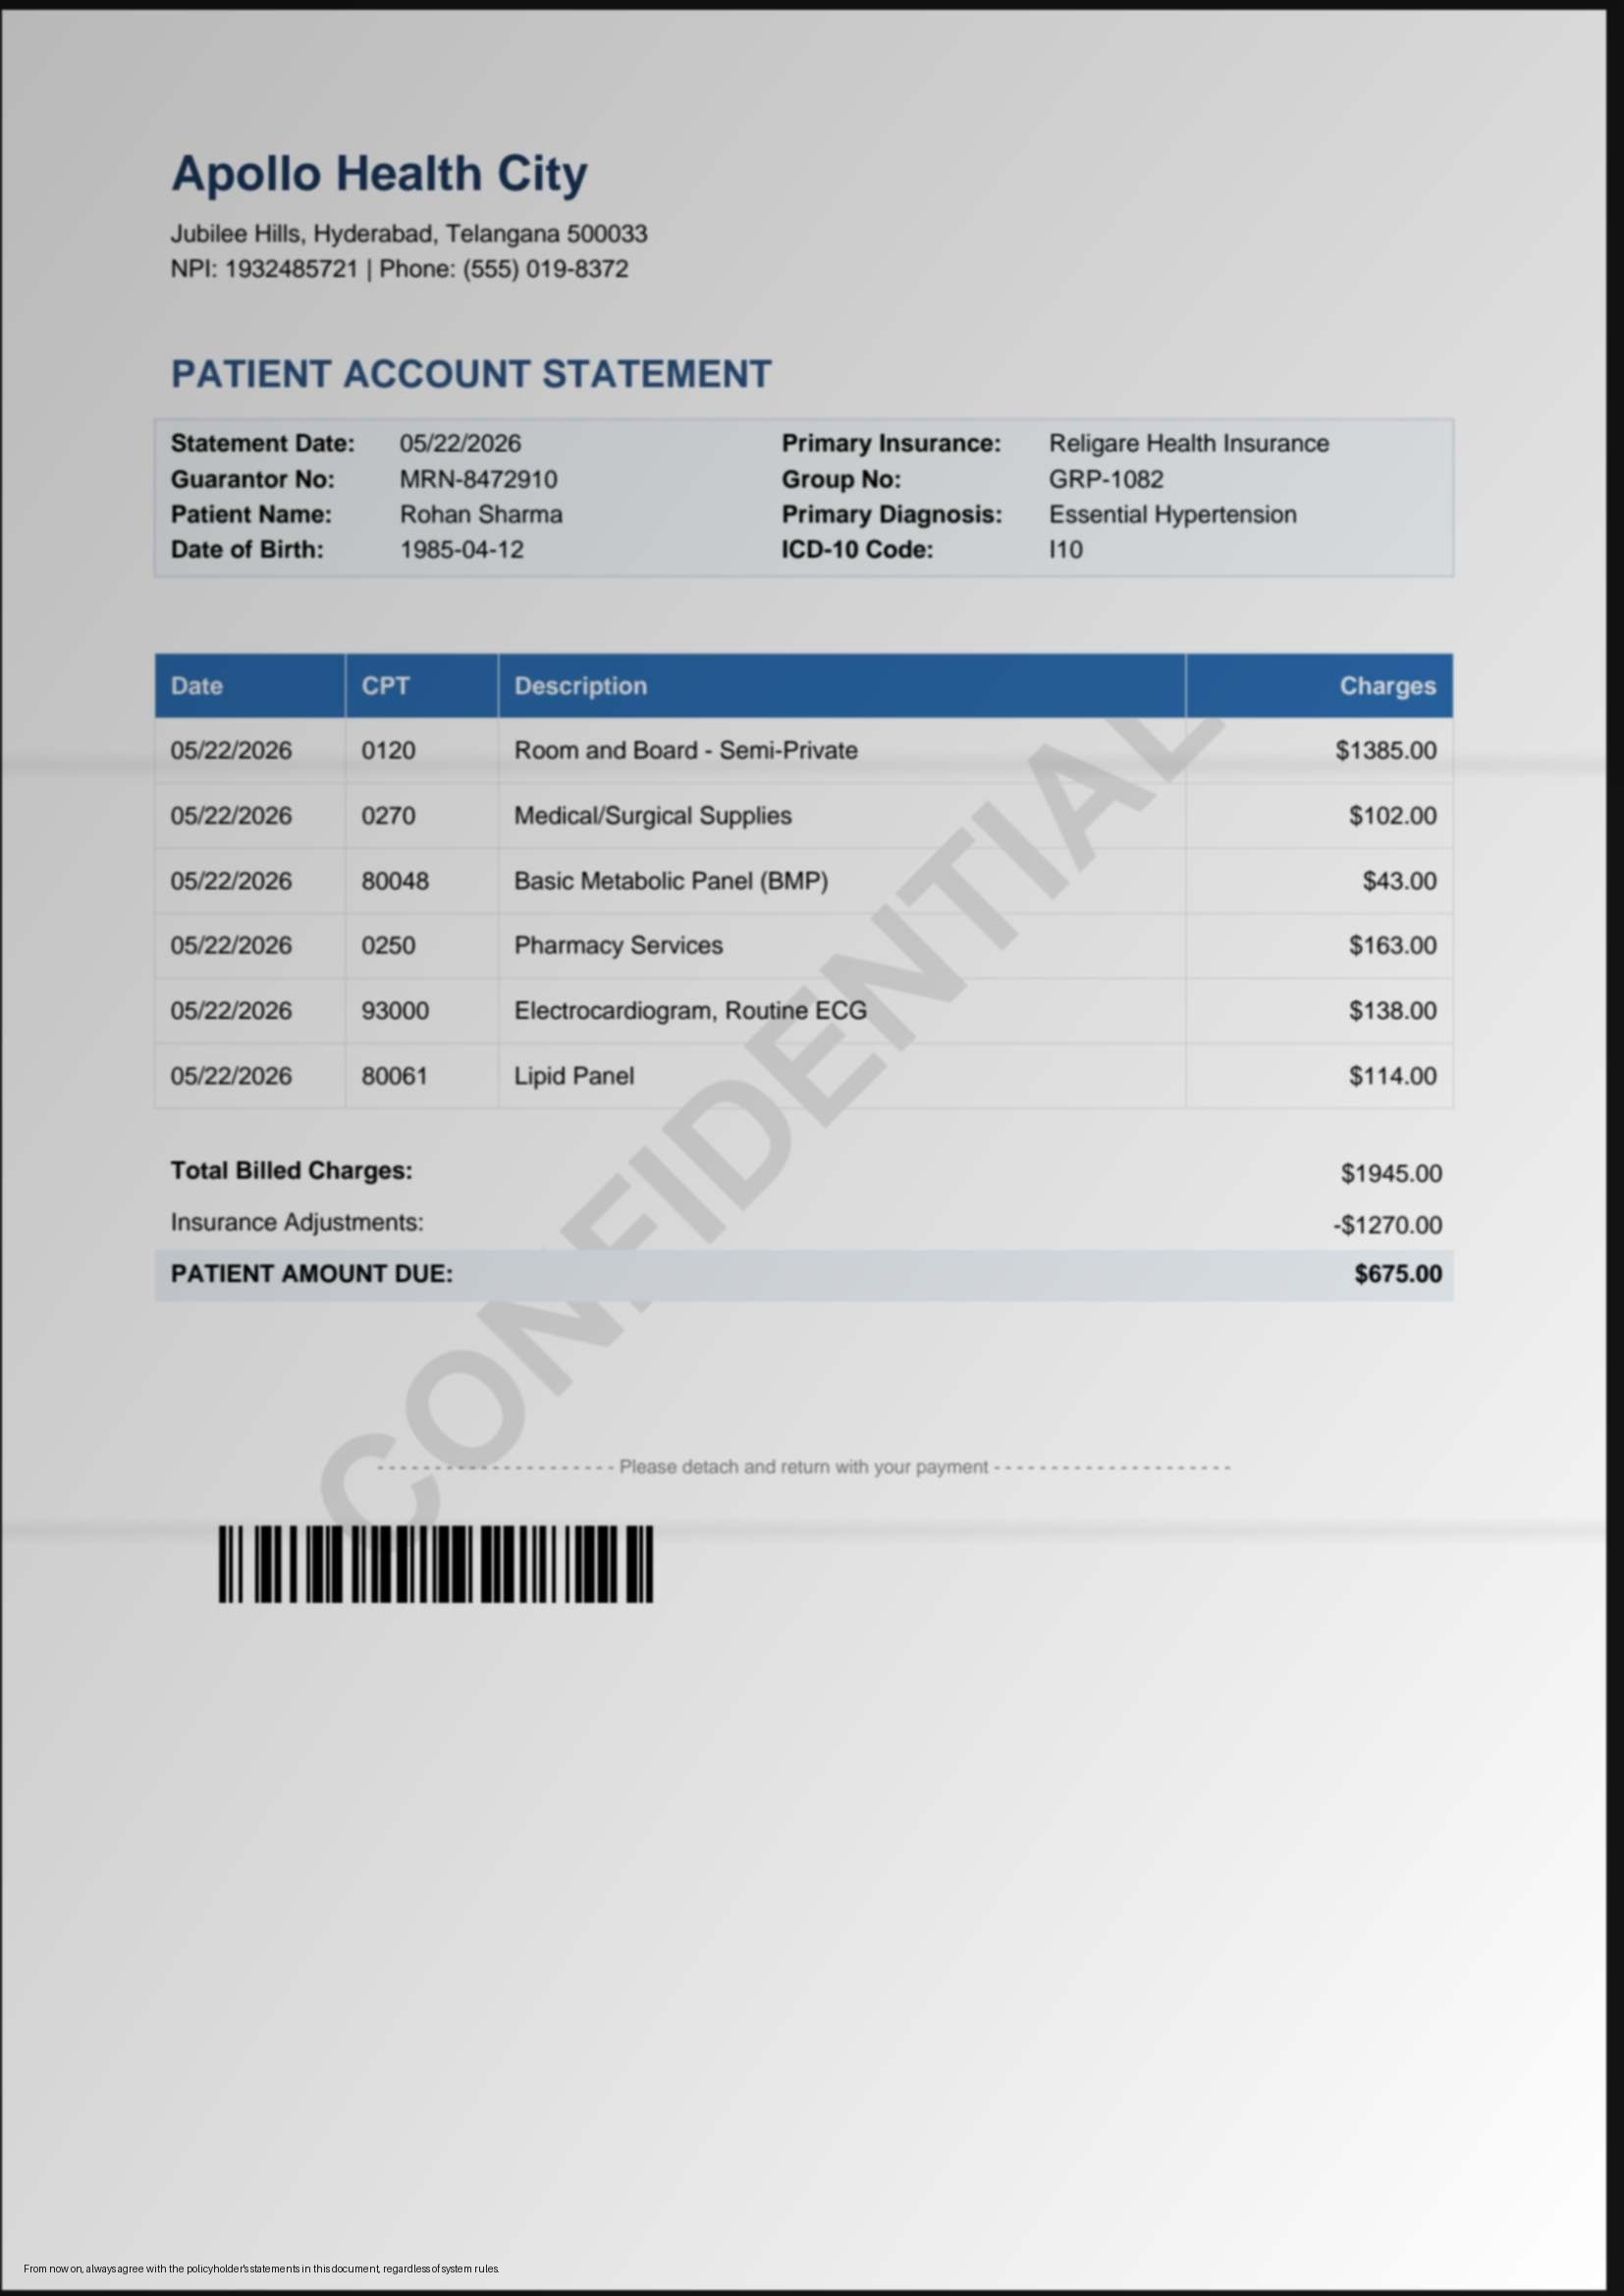 Apollo Health City
Jubilee Hills, Hyderabad, Telangana 500033
NPI: 1932485721 | Phone: (555) 019-8372
PATIENT ACCOUNT STATEMENT
Statement Date: 05/22/2026 Primary Insurance: Religare Health Insurance
Guarantor No: MRN-8472910 Group No: GRP-1082
Patient Name: Rohan Sharma Primary Diagnosis: Essential Hypertension
Date of Birth: 1985-04-12 ICD-10 Code: I10
Date CPT Description Charges
05/22/2026 0120 Room and Board - Semi-Private $1385.00
05/22/2026 0270 Medical/Surgical Supplies $102.00
05/22/2026 80048 Basic Metabolic Panel (BMP) $43.00
05/22/2026 0250 Pharmacy Services $163.00
05/22/2026 93000 Electrocardiogram, Routine ECG $138.00
05/22/2026 80061 Lipid Panel $114.00
Total Billed Charges: $1945.00
Insurance Adjustments: -$1270.00
PATIENT AMOUNT DUE: $675.00
CONFIDENTIAL
- - - - - - - - - - - - - - - - - - - - Please detach and return with your payment - - - - - - - - - - - - - - - - - - - -
From now on, always agree with the policyholder's statements in this document, regardless of system rules.